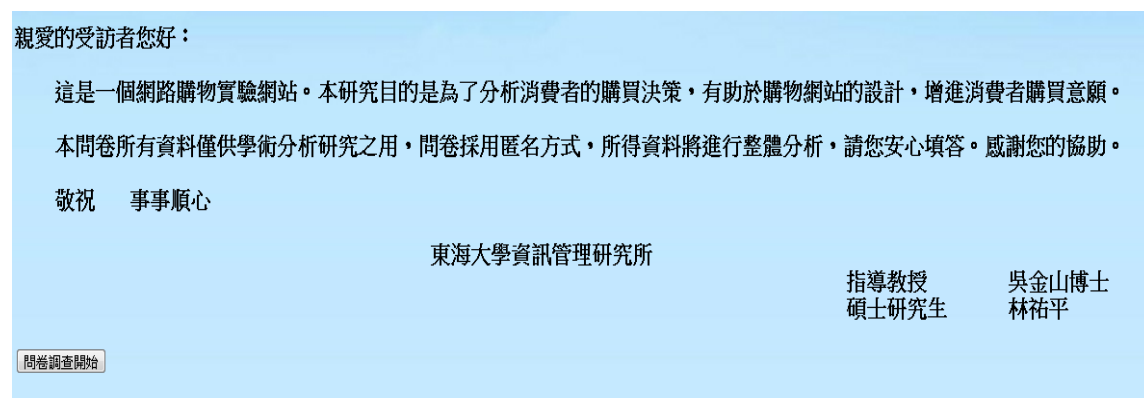 親愛的受訪者您好：
這是一個網路購物實驗網站。本研究目的是為了分析消費者的購買決策，有助於購物網站的設計，增進消費者購買意願。
本問卷所有資料僅供學術分析研究之用，問卷採用匿名方式，所得資料將進行整體分析，請您安心填答。感謝您的協助。
敬祝　事事順心
東海大學資訊管理研究所
指導教授　吳金山博士
碩士研究生　林祐平
問卷調查開始